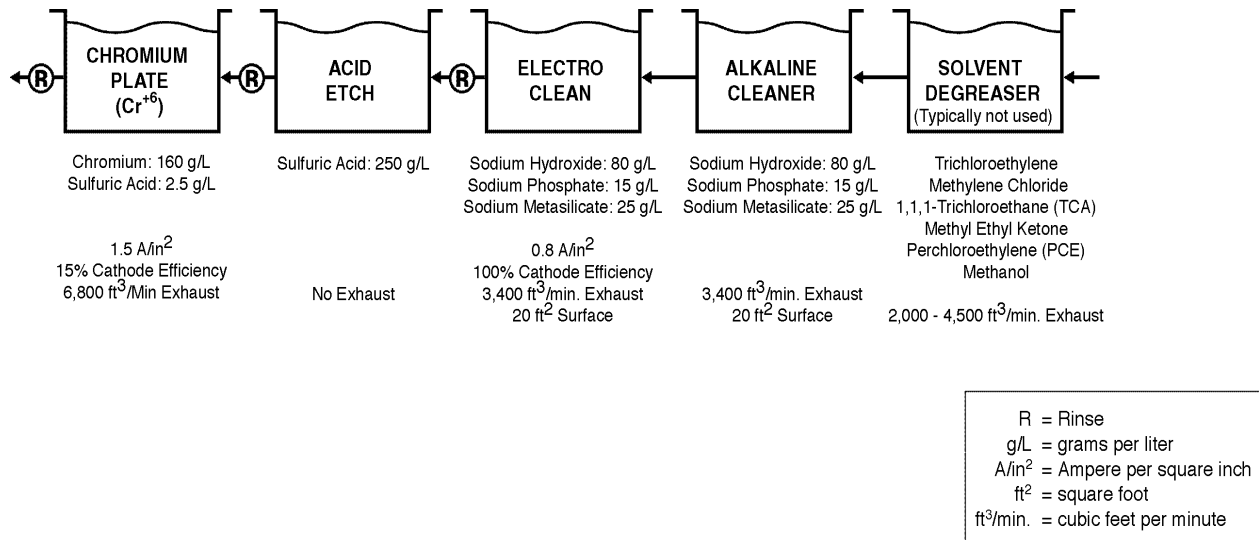 R
CHROMIUM
PLATE
(Cr+6)
R
ACID
ETCH
R
ELECTRO
CLEAN
ALKALINE
CLEANER
SOLVENT
DEGREASER
(Typically not used)
Chromium: 160 g/L
Sulfuric Acid: 2.5 g/L
1.5 A/in2
15% Cathode Efficiency
6,800 ft3/Min Exhaust
Sulfuric Acid: 250 g/L
No Exhaust
Sodium Hydroxide: 80 g/L
Sodium Phosphate: 15 g/L
Sodium Metasilicate: 25 g/L
0.8 A/in2
100% Cathode Efficiency
3,400 ft3/min. Exhaust
20 ft2 Surface
Sodium Hydroxide: 80 g/L
Sodium Phosphate: 15 g/L
Sodium Metasilicate: 25 g/L
3,400 ft3/min. Exhaust
20 ft2 Surface
Trichloroethylene
Methylene Chloride
1,1,1-Trichloroethane (TCA)
Methyl Ethyl Ketone
Perchloroethylene (PCE)
Methanol
2,000 - 4,500 ft3/min. Exhaust
R = Rinse
g/L = grams per liter
A/in2 = Ampere per square inch
ft2 = square foot
ft3/min. = cubic feet per minute